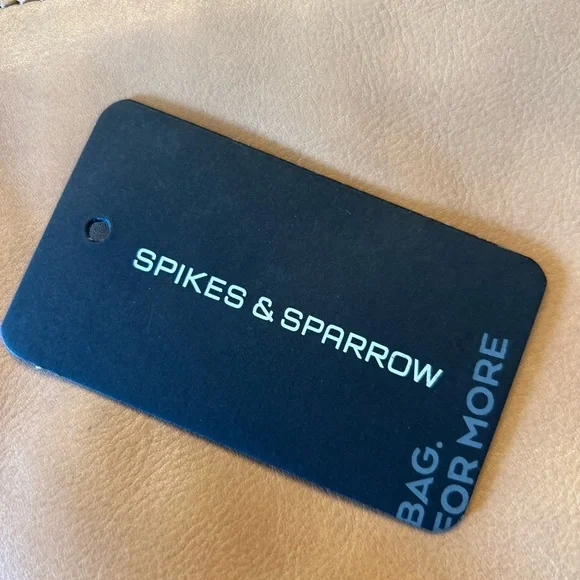 SPIKES & SPARROW
BAG.
FOR MORE